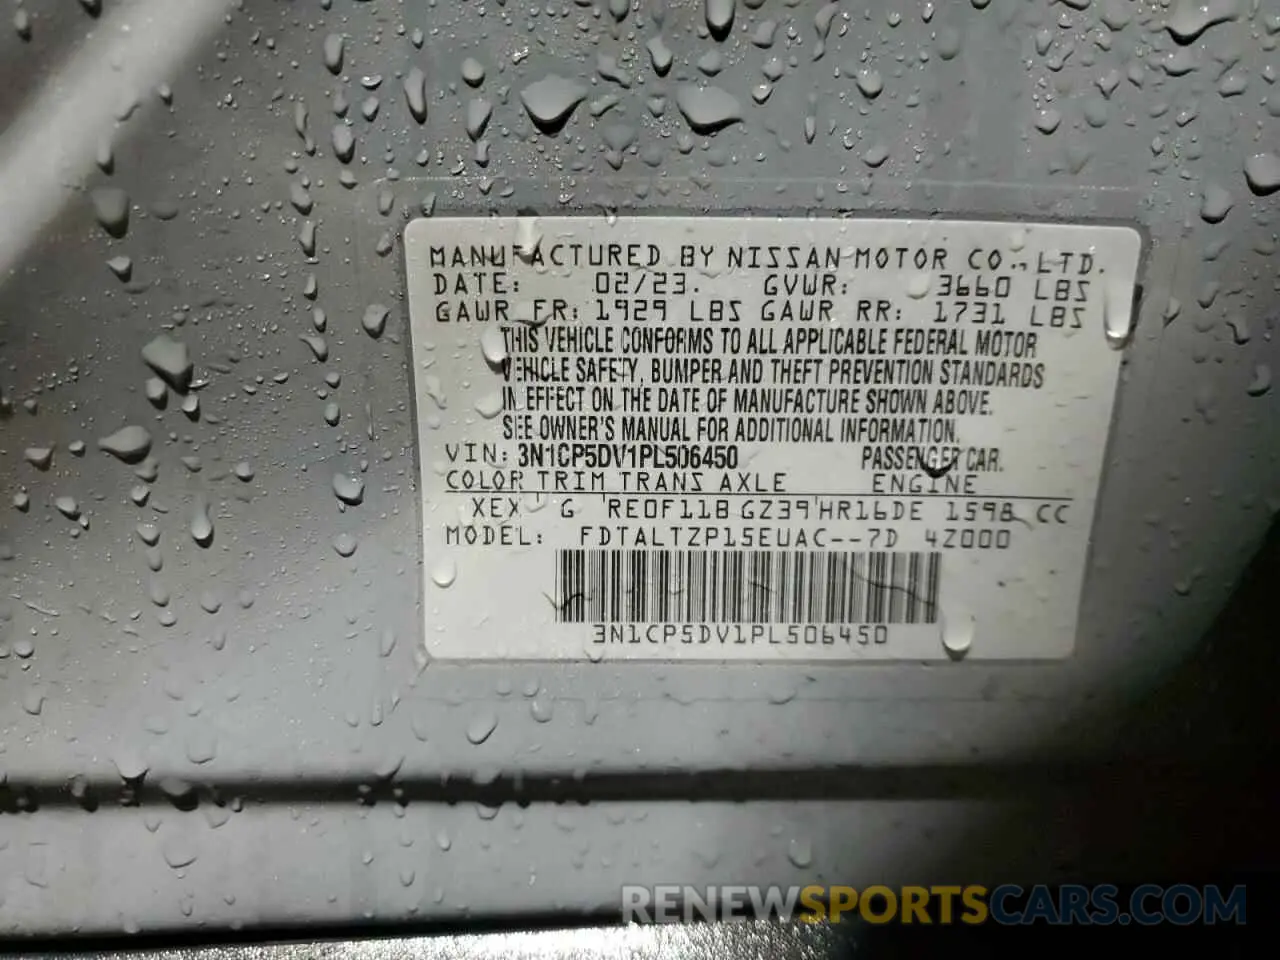 MANUFACTURED BY NISSAN MOTOR CO., LTD.
DATE: 02/23. GVWR: 3660 LBS
GAWR FR: 1929 LBS GAWR RR: 1731 LBS
THIS VEHICLE CONFORMS TO ALL APPLICABLE FEDERAL MOTOR
VEHICLE SAFETY, BUMPER AND THEFT PREVENTION STANDARDS
IN EFFECT ON THE DATE OF MANUFACTURE SHOWN ABOVE.
SEE OWNER'S MANUAL FOR ADDITIONAL INFORMATION.
VIN: 3N1CP5DV1PL506450 PASSENGER CAR.
COLOR TRIM TRANS AXLE ENGINE
XEX G RE0F11B GZ39 HR16DE 1598 CC
MODEL: FDTALTZP15EUAC--7D 4Z000
3N1CP5DV1PL506450
RENEWSPORTSCARS.COM